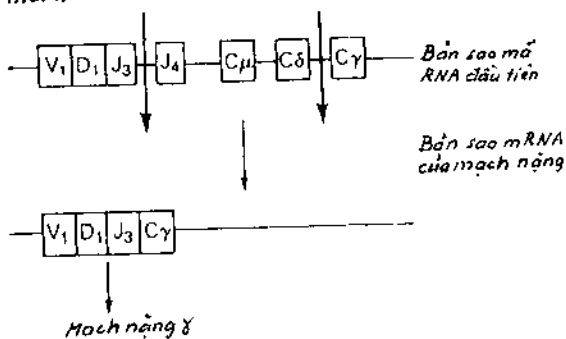 V₁ D₁ J₃ J₄ Cμ Cδ Cγ
Bản sao mã
RNA đầu tiên
Bản sao mRNA
của mạch nặng
V₁ D₁ J₃ Cγ
Mạch nặng γ